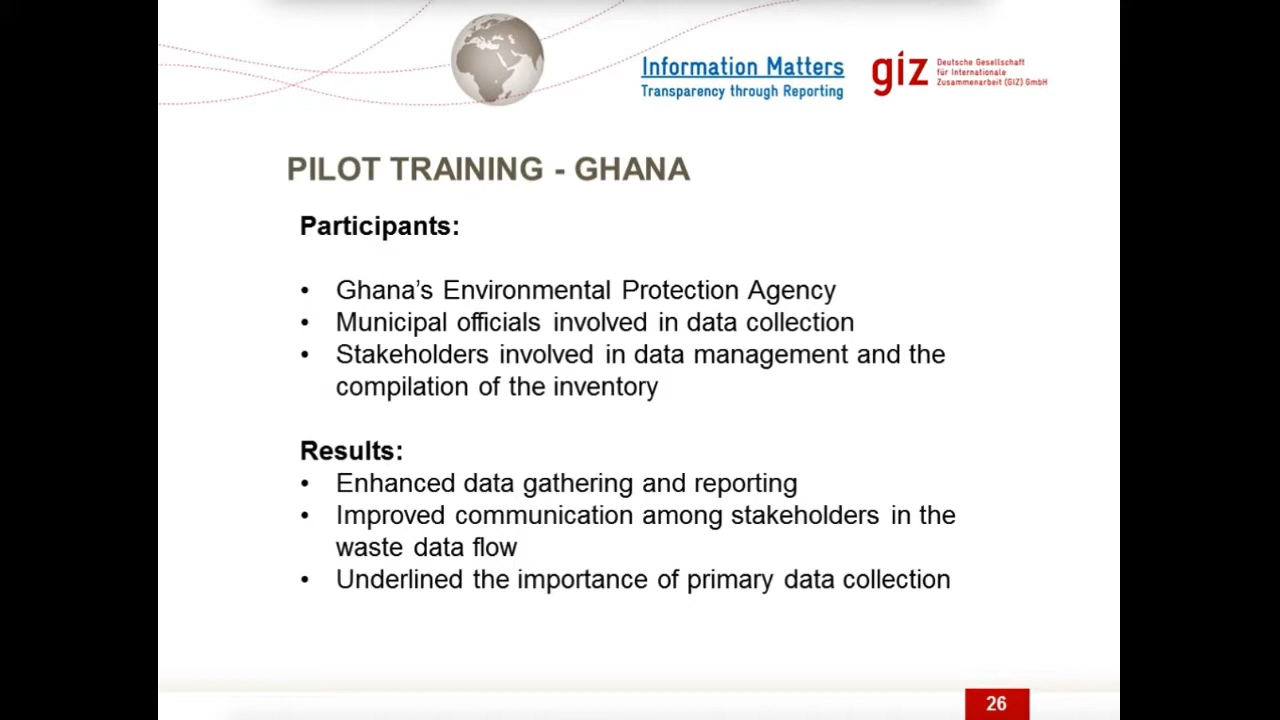 Information Matters
Transparency through Reporting
giz
Deutsche Gesellschaft
für Internationale
Zusammenarbeit (GIZ) GmbH
PILOT TRAINING - GHANA
Participants:
• Ghana's Environmental Protection Agency
• Municipal officials involved in data collection
• Stakeholders involved in data management and the
compilation of the inventory
Results:
• Enhanced data gathering and reporting
• Improved communication among stakeholders in the
waste data flow
• Underlined the importance of primary data collection
26